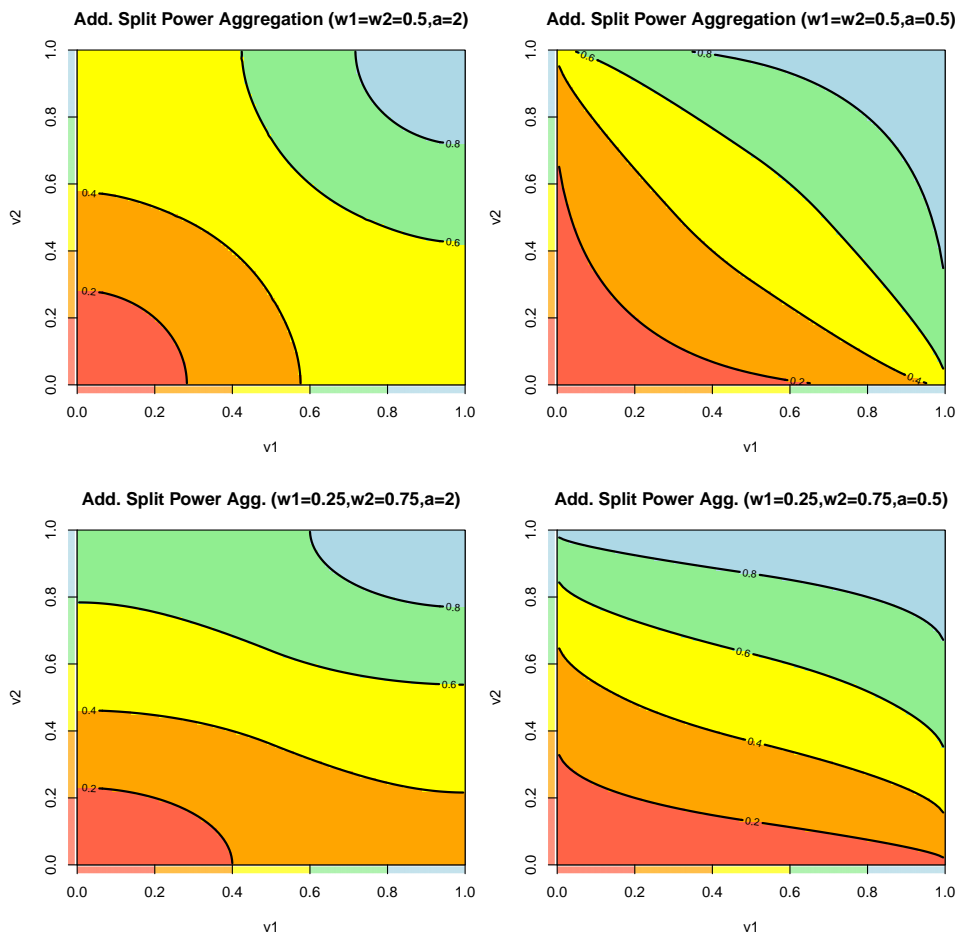 Add. Split Power Aggregation (w1=w2=0.5,a=2)
1.0
0.8
0.6
0.4
0.2
0.0
v2
0.8
0.6
0.4
0.2
0.0 0.2 0.4 0.6 0.8 1.0
v1
Add. Split Power Aggregation (w1=w2=0.5,a=0.5)
1.0
0.8
0.6
0.4
0.2
0.0
v2
0.6
0.8
0.2
0.4
0.0 0.2 0.4 0.6 0.8 1.0
v1
Add. Split Power Agg. (w1=0.25,w2=0.75,a=2)
1.0
0.8
0.6
0.4
0.2
0.0
v2
0.8
0.6
0.4
0.2
0.0 0.2 0.4 0.6 0.8 1.0
v1
Add. Split Power Agg. (w1=0.25,w2=0.75,a=0.5)
1.0
0.8
0.6
0.4
0.2
0.0
v2
0.8
0.6
0.4
0.2
0.0 0.2 0.4 0.6 0.8 1.0
v1